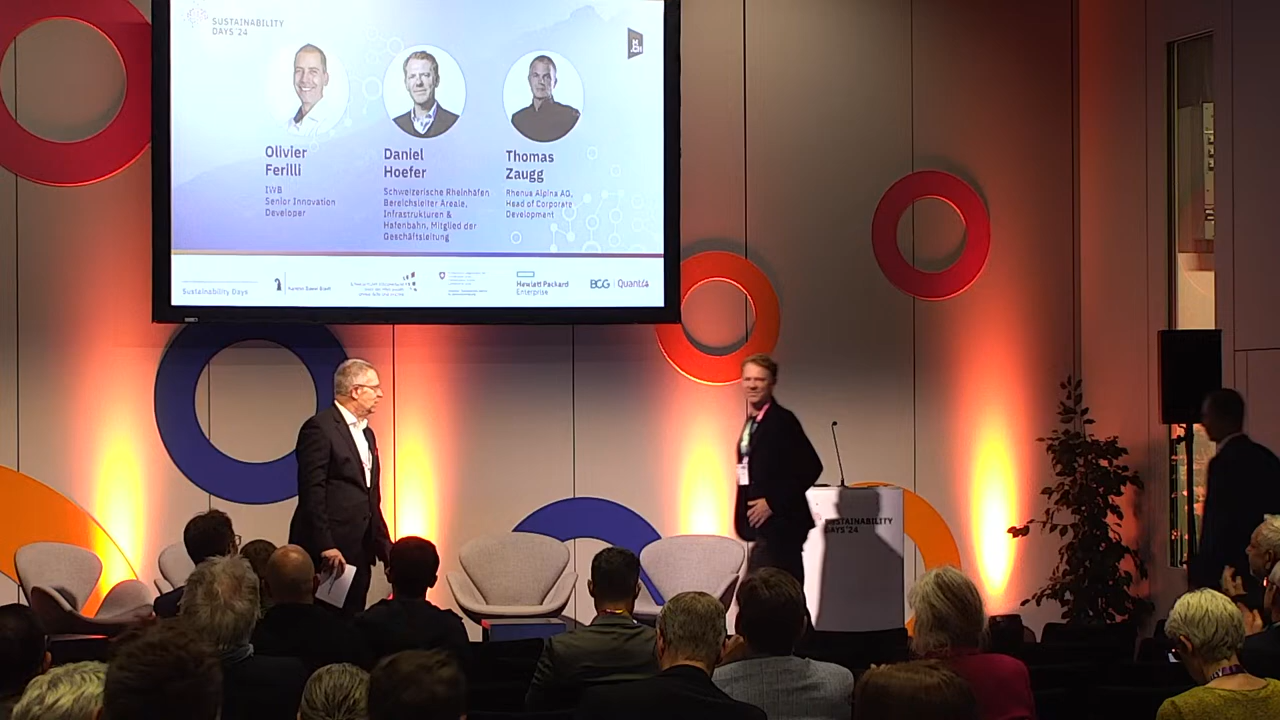 SUSTAINABILITY
DAYS'24
Olivier
Ferilli
IWB
Senior Innovation
Developer
Daniel
Hoefer
Schweizerische Rheinhäfen
Bereichsleiter Areale,
Infrastrukturen &
Hafenbahn, Mitglied der
Geschäftsleitung
Thomas
Zaugg
Rhenus Alpina AG,
Head of Corporate
Development
Sustainability Days
Hewlett Packard
Enterprise
BCG Quantis
SUSTAINABILITY
DAYS'24